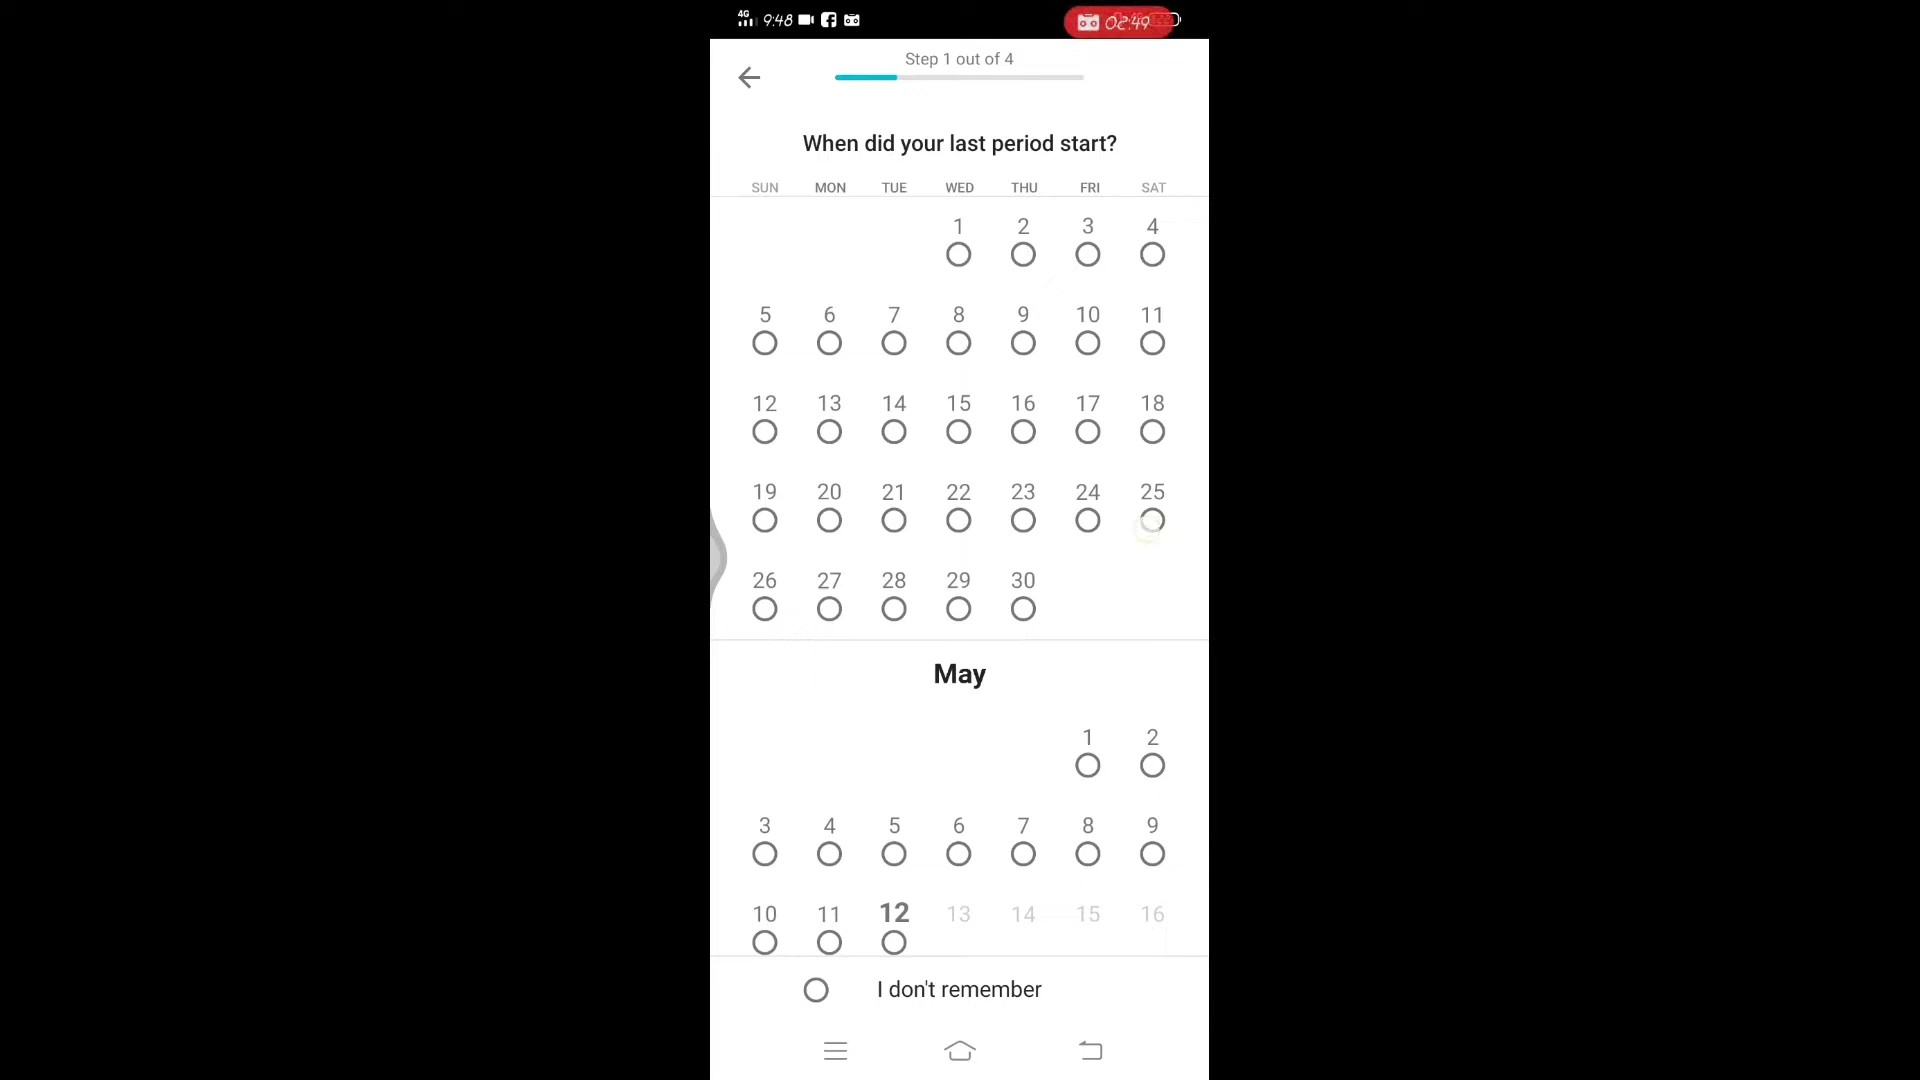 4G 9:48 02:49
Step 1 out of 4
When did your last period start?
SUN MON TUE WED THU FRI SAT
1 2 3 4
5 6 7 8 9 10 11
12 13 14 15 16 17 18
19 20 21 22 23 24 25
26 27 28 29 30
May
1 2
3 4 5 6 7 8 9
10 11 12 13 14 15 16
I don't remember